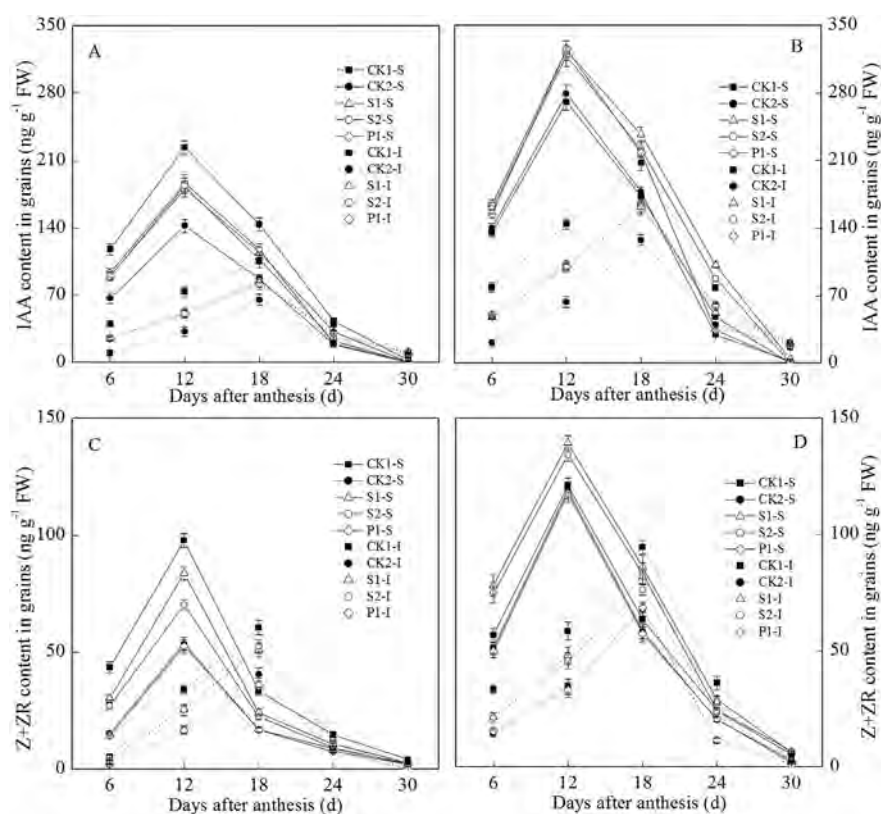 350
280
210
140
70
0
IAA content in grains (ng g-1 FW)
A
CK1-S
CK2-S
S1-S
S2-S
P1-S
CK1-I
CK2-I
S1-I
S2-I
P1-I
6 12 18 24 30
Days after anthesis (d)
B
CK1-S
CK2-S
S1-S
S2-S
P1-S
CK1-I
CK2-I
S1-I
S2-I
P1-I
350
280
210
140
70
0
IAA content in grains (ng g-1 FW)
6 12 18 24 30
Days after anthesis (d)
150
100
50
0
Z+ZR content in grains (ng g-1 FW)
C
CK1-S
CK2-S
S1-S
S2-S
P1-S
CK1-I
CK2-I
S1-I
S2-I
P1-I
6 12 18 24 30
Days after anthesis (d)
D
CK1-S
CK2-S
S1-S
S2-S
P1-S
CK1-I
CK2-I
S1-I
S2-I
P1-I
150
100
50
0
Z+ZR content in grains (ng g-1 FW)
6 12 18 24 30
Days after anthesis (d)